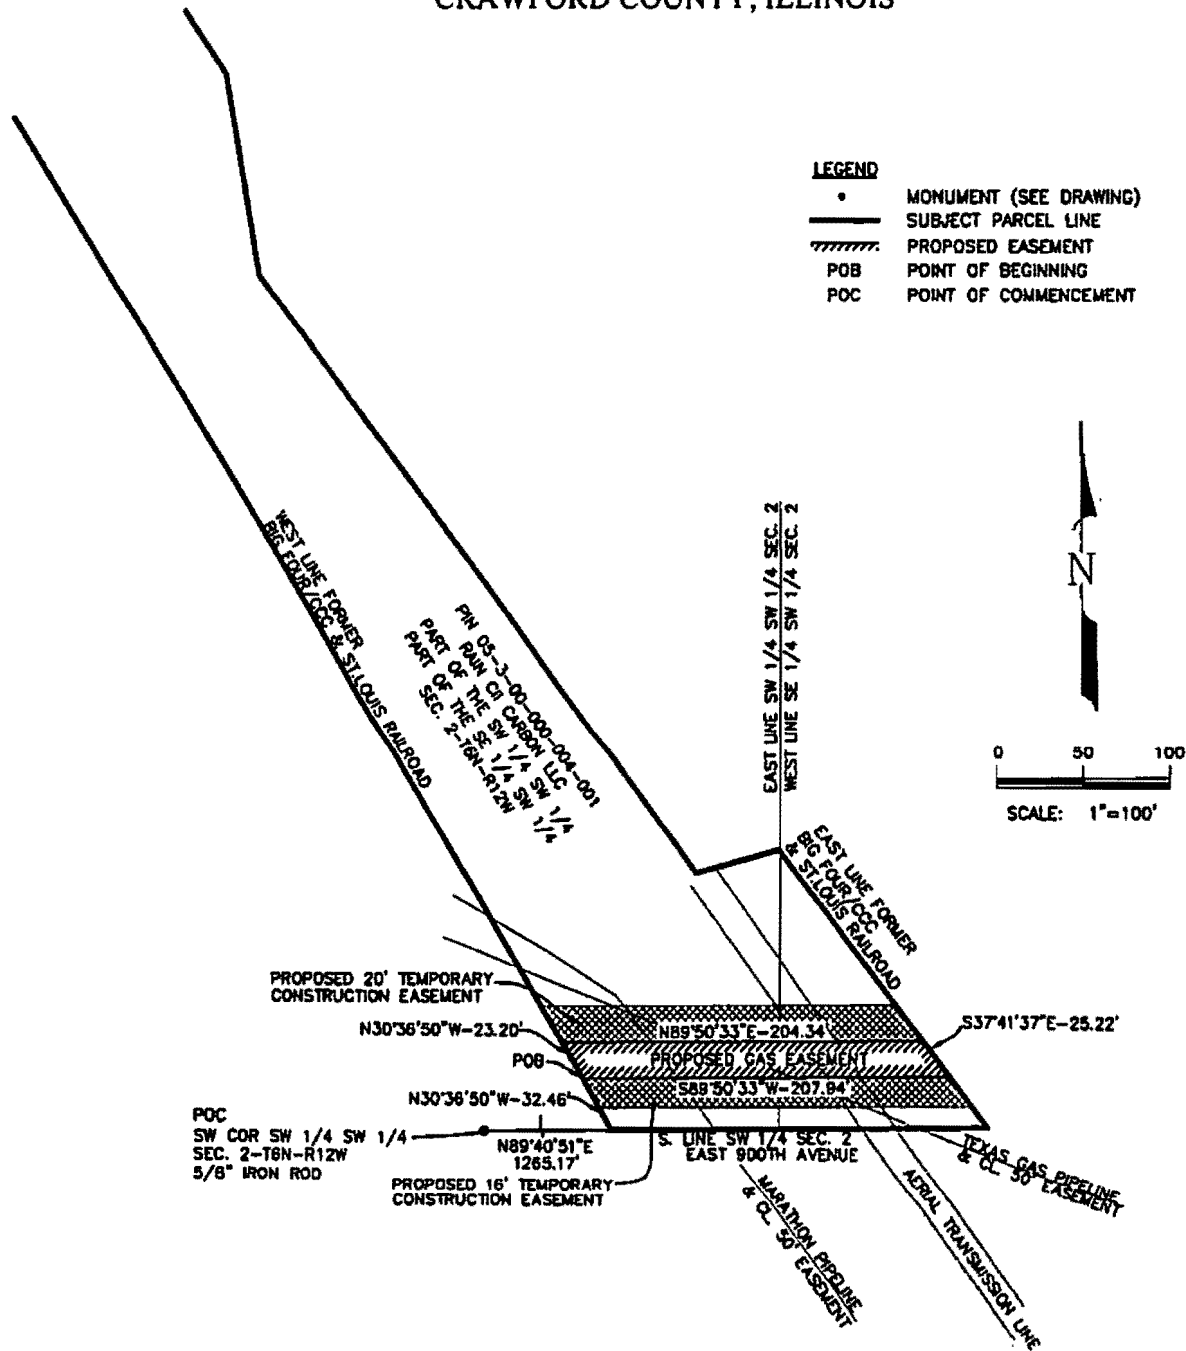 CRAWFORD COUNTY, ILLINOIS
LEGEND
MONUMENT (SEE DRAWING)
SUBJECT PARCEL LINE
PROPOSED EASEMENT
POB POINT OF BEGINNING
POC POINT OF COMMENCEMENT
N
0 50 100
SCALE: 1"=100'
WEST LINE FORMER
BIG FOUR/CCC & ST.LOUIS RAILROAD
PIN 05-3-00-000-004-001
RAIN CII CARBON LLC
PART OF THE SW 1/4 SW 1/4
PART OF THE SE 1/4 SW 1/4
SEC. 2-T6N-R12W
EAST LINE SW 1/4 SW 1/4 SEC. 2
WEST LINE SE 1/4 SW 1/4 SEC. 2
EAST LINE FORMER
BIG FOUR/CCC
& ST.LOUIS RAILROAD
PROPOSED 20' TEMPORARY
CONSTRUCTION EASEMENT
N30°36'50"W-23.20'
N89°50'33"E-204.34'
S37°41'37"E-25.22'
POB
PROPOSED GAS EASEMENT
N30°36'50"W-32.46'
S89°50'33"W-207.94'
POC
SW COR SW 1/4 SW 1/4
SEC. 2-T6N-R12W
5/8" IRON ROD
N89°40'51"E
1265.17'
S. LINE SW 1/4 SEC. 2
EAST 900TH AVENUE
PROPOSED 16' TEMPORARY
CONSTRUCTION EASEMENT
MARATHON PIPELINE
& CL 50' EASEMENT
AERIAL TRANSMISSION LINE
TEXAS GAS PIPELINE
& CL 50' EASEMENT